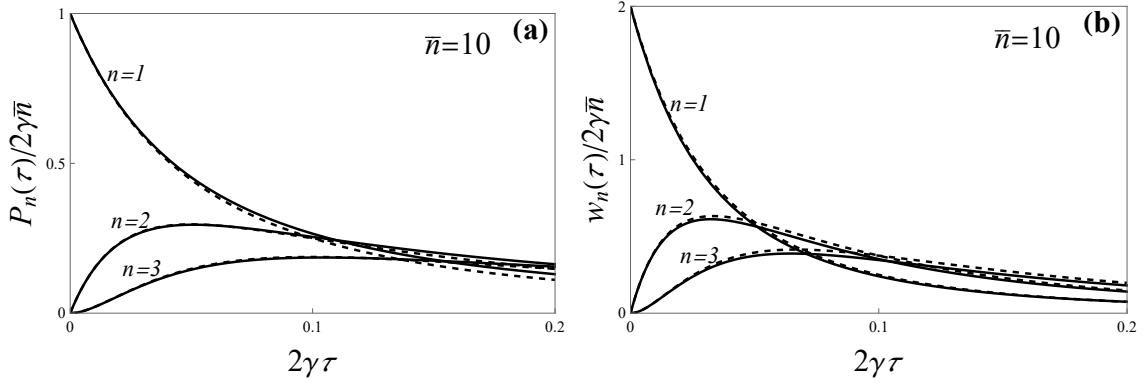 (a)
n̅=10
1
0.5
0
n=1
n=2
n=3
P_n(τ)/2γn̅
0
0.1
0.2
2γτ
(b)
n̅=10
2
1
0
n=1
n=2
n=3
w_n(τ)/2γn̅
0
0.1
0.2
2γτ